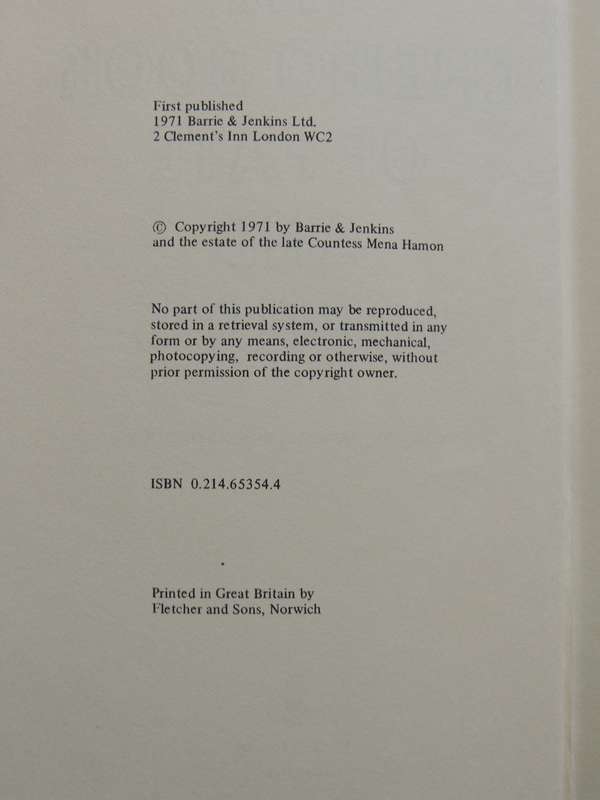 First published
1971 Barrie & Jenkins Ltd.
2 Clement's Inn London WC2
© Copyright 1971 by Barrie & Jenkins
and the estate of the late Countess Mena Hamon
No part of this publication may be reproduced,
stored in a retrieval system, or transmitted in any
form or by any means, electronic, mechanical,
photocopying, recording or otherwise, without
prior permission of the copyright owner.
ISBN 0.214.65354.4
Printed in Great Britain by
Fletcher and Sons, Norwich